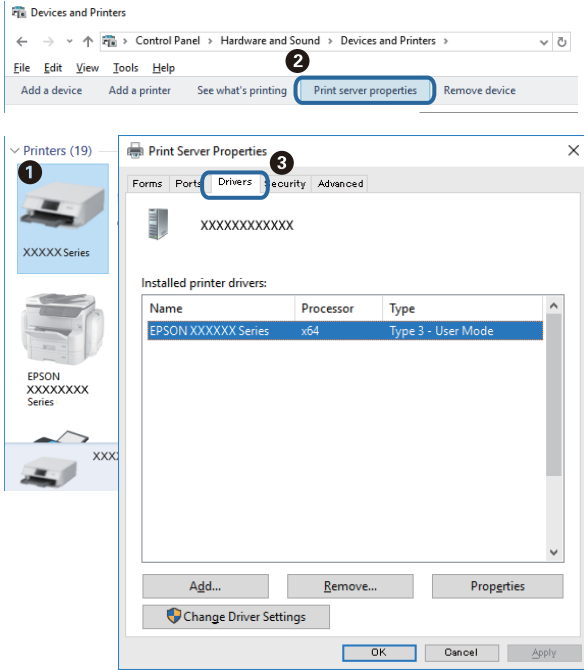 Devices and Printers
Control Panel > Hardware and Sound > Devices and Printers >
File Edit View Tools Help
2
Add a device Add a printer See what's printing Print server properties Remove device
Printers (19)
1
XXXXX Series
EPSON
XXXXXXXX
Series
XXX
Print Server Properties
3
Forms Ports Drivers Security Advanced
XXXXXXXXXXXX
Installed printer drivers:
Name Processor Type
EPSON XXXXXX Series x64 Type 3 - User Mode
Add... Remove... Properties
Change Driver Settings
OK Cancel Apply